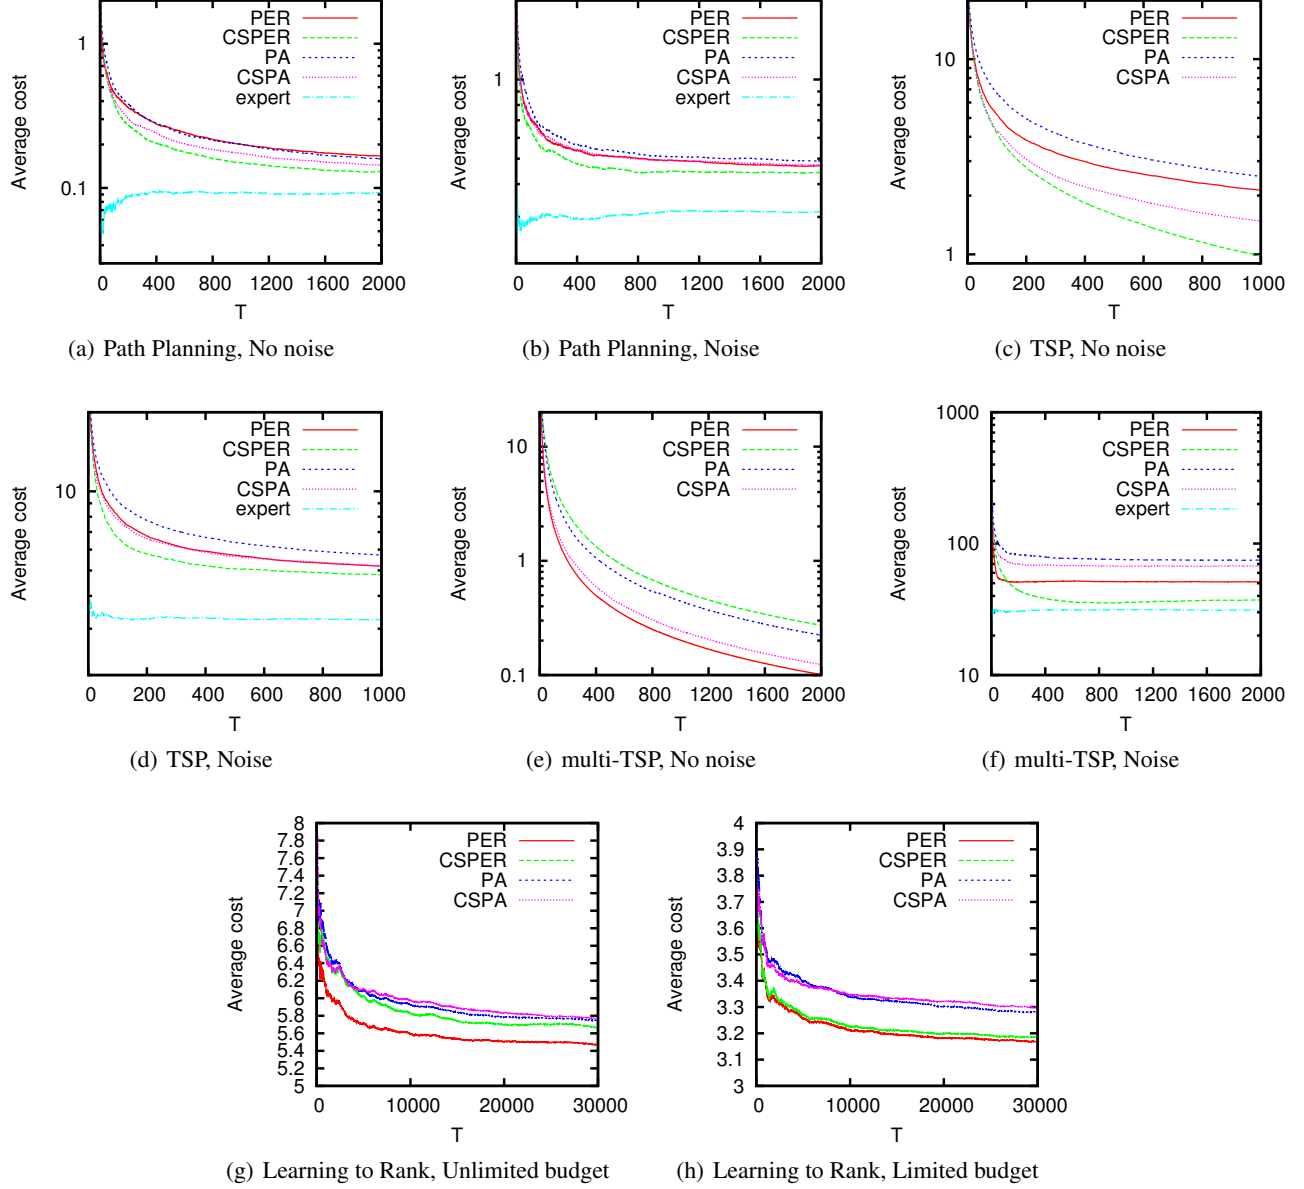 PER
CSPER
PA
CSPA
expert
1
0.1
Average cost
0 400 800 1200 1600 2000
T
(a) Path Planning, No noise
PER
CSPER
PA
CSPA
expert
1
Average cost
0 400 800 1200 1600 2000
T
(b) Path Planning, Noise
PER
CSPER
PA
CSPA
10
1
Average cost
0 200 400 600 800 1000
T
(c) TSP, No noise
PER
CSPER
PA
CSPA
expert
10
Average cost
0 200 400 600 800 1000
T
(d) TSP, Noise
PER
CSPER
PA
CSPA
10
1
0.1
Average cost
0 400 800 1200 1600 2000
T
(e) multi-TSP, No noise
PER
CSPER
PA
CSPA
expert
1000
100
10
Average cost
0 400 800 1200 1600 2000
T
(f) multi-TSP, Noise
PER
CSPER
PA
CSPA
8
7.8
7.6
7.4
7.2
7
6.8
6.6
6.4
6.2
6
5.8
5.6
5.4
5.2
5
Average cost
0 10000 20000 30000
T
(g) Learning to Rank, Unlimited budget
PER
CSPER
PA
CSPA
4
3.9
3.8
3.7
3.6
3.5
3.4
3.3
3.2
3.1
3
Average cost
0 10000 20000 30000
T
(h) Learning to Rank, Limited budget